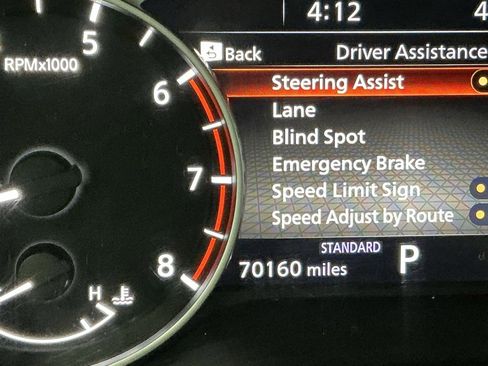 4:12
4
5
RPMx1000
6
7
8
H
Back
Driver Assistance
Steering Assist
Lane
Blind Spot
Emergency Brake
Speed Limit Sign
Speed Adjust by Route
STANDARD
70160 miles
P